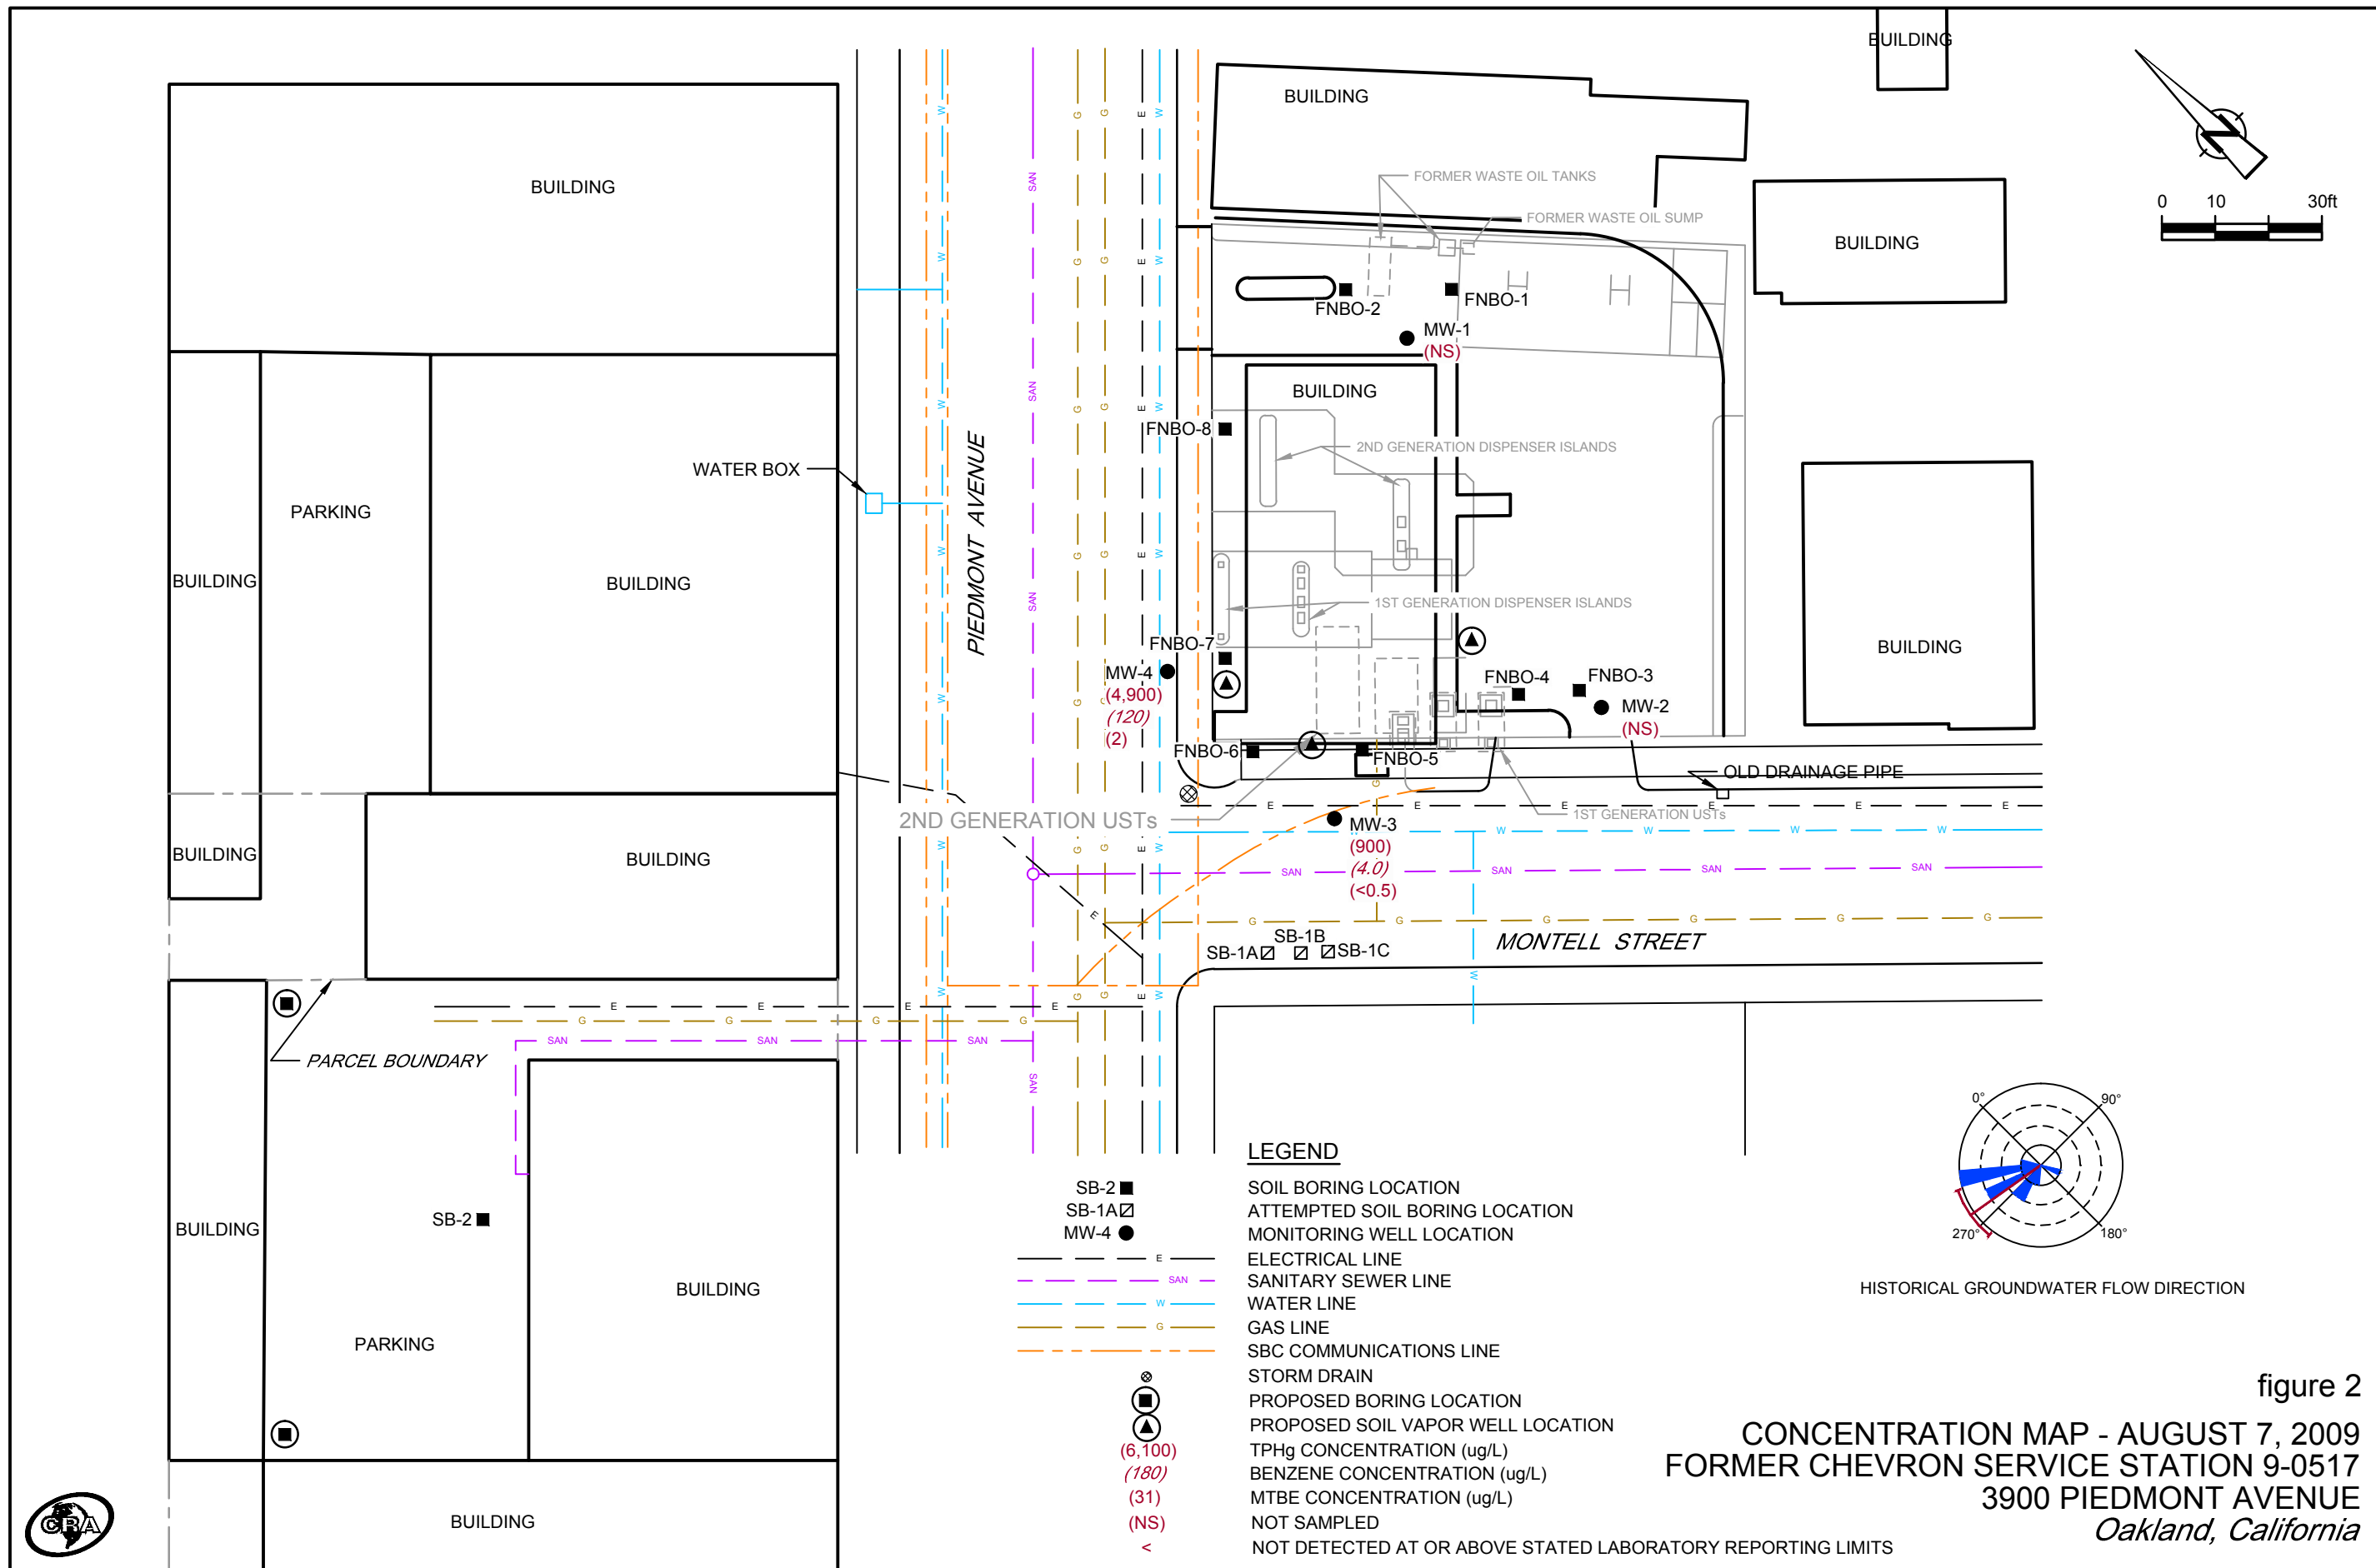 BUILDING
BUILDING
BUILDING
FORMER WASTE OIL TANKS
FORMER WASTE OIL SUMP
0 10 30ft
BUILDING
FNBO-2
FNBO-1
MW-1
(NS)
BUILDING
FNBO-8
2ND GENERATION DISPENSER ISLANDS
WATER BOX
PIEDMONT AVENUE
PARKING
BUILDING
BUILDING
1ST GENERATION DISPENSER ISLANDS
BUILDING
FNBO-7
MW-4
(4,900)
(120)
(2)
FNBO-4
FNBO-3
MW-2
(NS)
FNBO-6
FNBO-5
OLD DRAINAGE PIPE
2ND GENERATION USTs
1ST GENERATION USTs
MW-3
(900)
(4.0)
(<0.5)
BUILDING
BUILDING
SB-1A
SB-1B
SB-1C
MONTELL STREET
PARCEL BOUNDARY
BUILDING
SB-2
BUILDING
PARKING
BUILDING
LEGEND
SB-2 SOIL BORING LOCATION
SB-1A ATTEMPTED SOIL BORING LOCATION
MW-4 MONITORING WELL LOCATION
E ELECTRICAL LINE
SAN SANITARY SEWER LINE
W WATER LINE
G GAS LINE
SBC COMMUNICATIONS LINE
STORM DRAIN
PROPOSED BORING LOCATION
PROPOSED SOIL VAPOR WELL LOCATION
(6,100) TPHg CONCENTRATION (ug/L)
(180) BENZENE CONCENTRATION (ug/L)
(31) MTBE CONCENTRATION (ug/L)
(NS) NOT SAMPLED
< NOT DETECTED AT OR ABOVE STATED LABORATORY REPORTING LIMITS
0°
90°
270°
180°
HISTORICAL GROUNDWATER FLOW DIRECTION
figure 2
CONCENTRATION MAP - AUGUST 7, 2009
FORMER CHEVRON SERVICE STATION 9-0517
3900 PIEDMONT AVENUE
Oakland, California
CRA